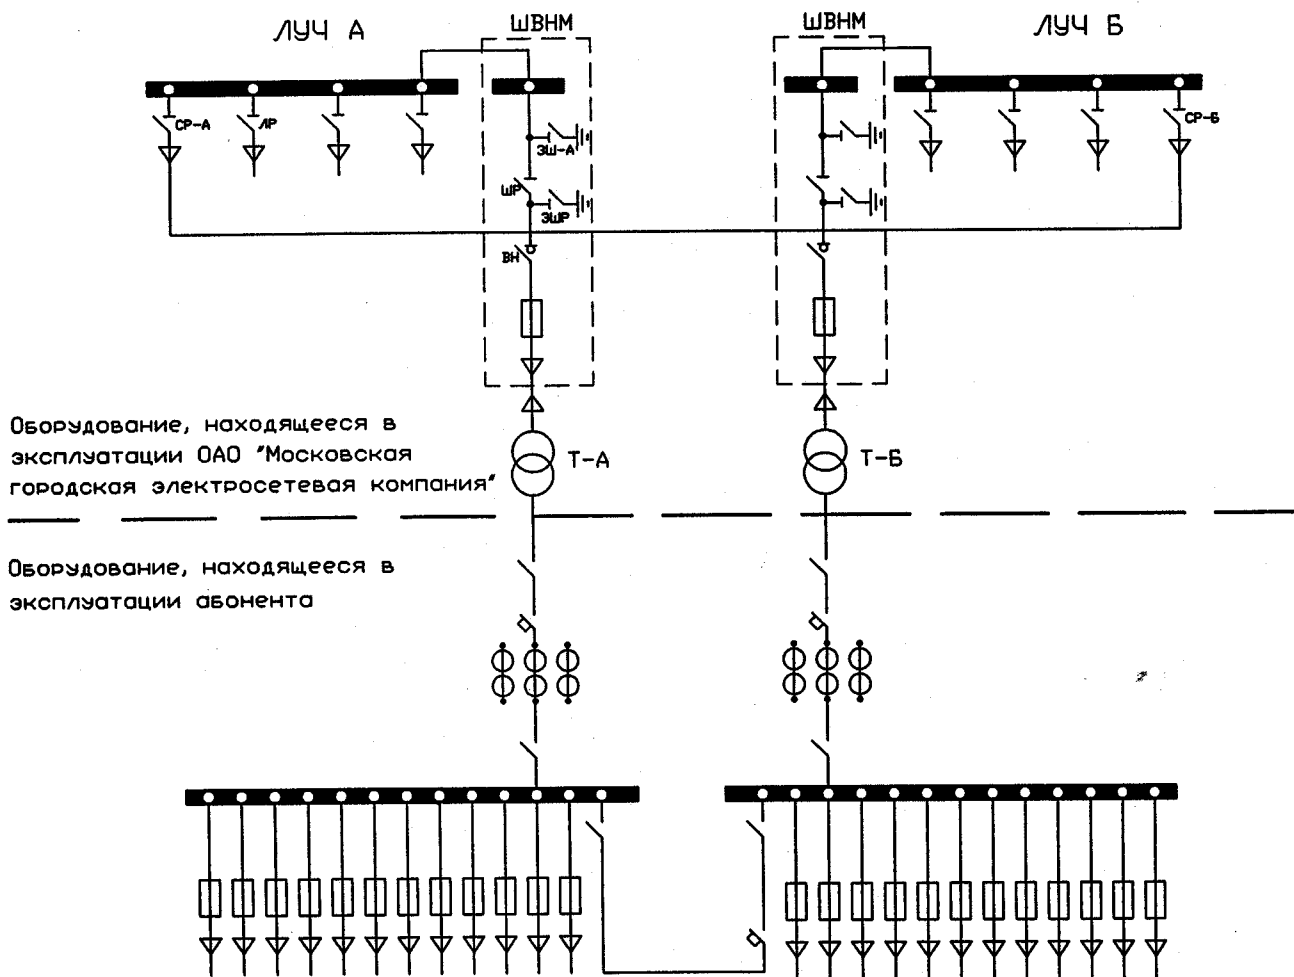 ЛУЧ А
ШВНМ
ШВНМ
ЛУЧ Б
СР-А
ЛР
ЗШ-А
ШР
ЗШР
ВН
СР-Б
Оборудование, находящееся в
эксплуатации ОАО "Московская
городская электросетевая компания"
Т-А
Т-Б
Оборудование, находящееся в
эксплуатации абонента